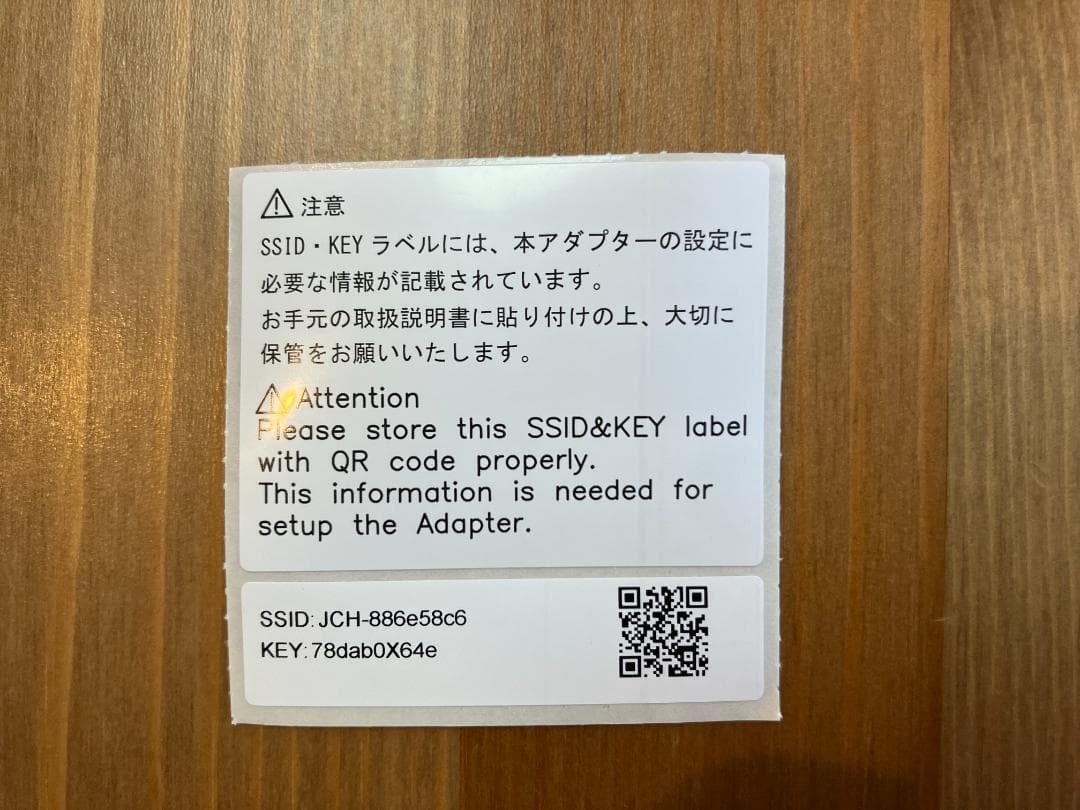 注意
SSID・KEY ラベルには、本アダプターの設定に
必要な情報が記載されています。
お手元の取扱説明書に貼り付けの上、大切に
保管をお願いいたします。
Attention
Please store this SSID&KEY label
with QR code properly.
This information is needed for
setup the Adapter.
SSID: JCH-886e58c6
KEY: 78dab0X64e